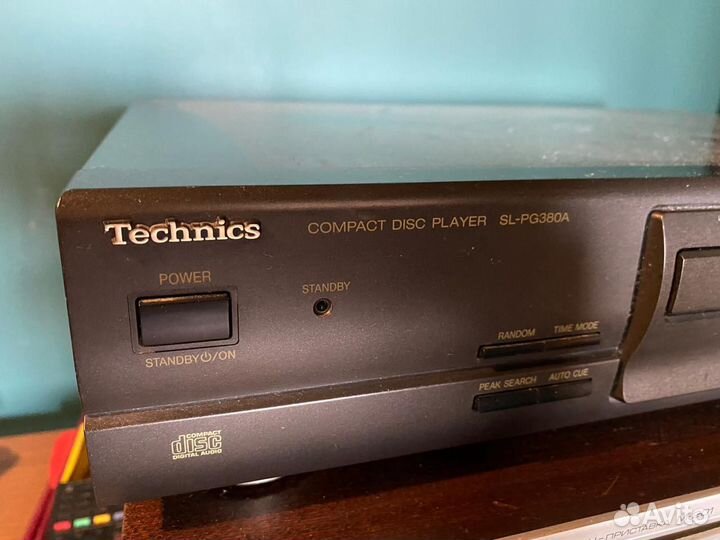 Technics COMPACT DISC PLAYER SL-PG380A
POWER
STANDBY
STANDBY⏻/ON
RANDOM TIME MODE
PEAK SEARCH AUTO CUE
COMPACT
disc
DIGITAL AUDIO
ПРИСТАВКА
Avito